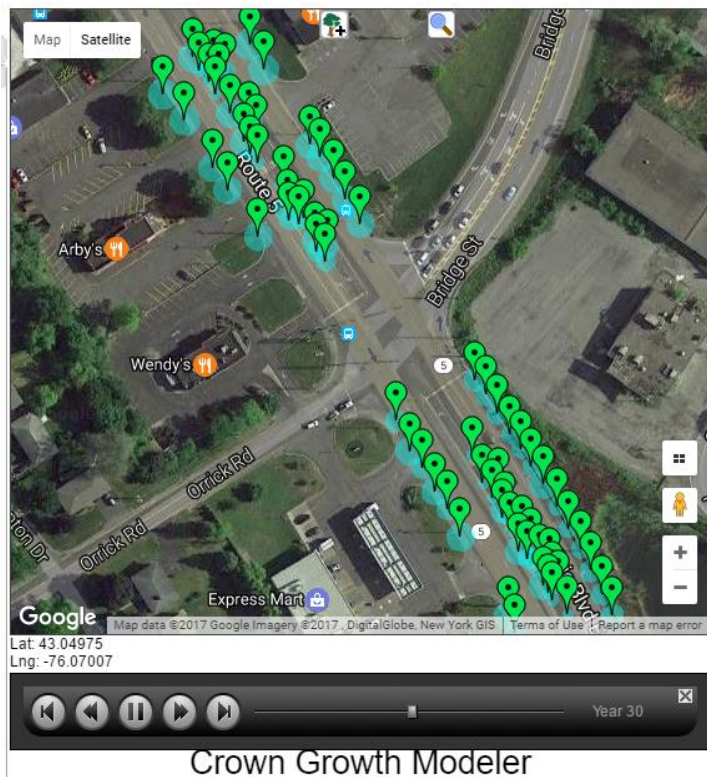 Map Satellite
Bridge
Route 5
Arby's
Bridge St
5
Wendy's
Orrick Rd
Orrick Rd
5
Express Mart
Google
Map data ©2017 Google Imagery ©2017 , DigitalGlobe, New York GIS Terms of Use Report a map error
Lat: 43.04975
Lng: -76.07007
Year 30
Crown Growth Modeler